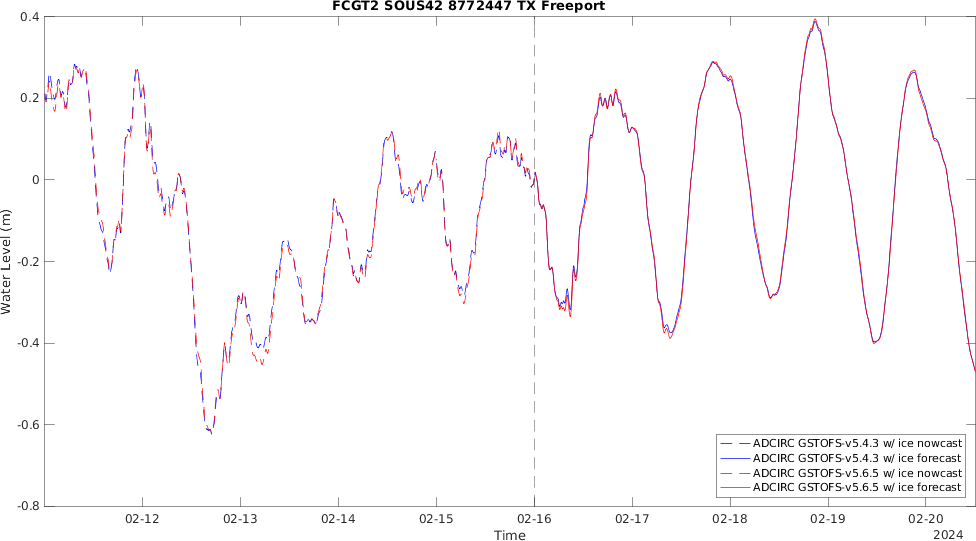 FCGT2 SOUS42 8772447 TX Freeport
0.4
0.2
0
-0.2
-0.4
-0.6
-0.8
Water Level (m)
ADCIRC GSTOFS-v5.4.3 w/ ice nowcast
ADCIRC GSTOFS-v5.4.3 w/ ice forecast
ADCIRC GSTOFS-v5.6.5 w/ ice nowcast
ADCIRC GSTOFS-v5.6.5 w/ ice forecast
02-12 02-13 02-14 02-15 02-16 02-17 02-18 02-19 02-20
Time
2024